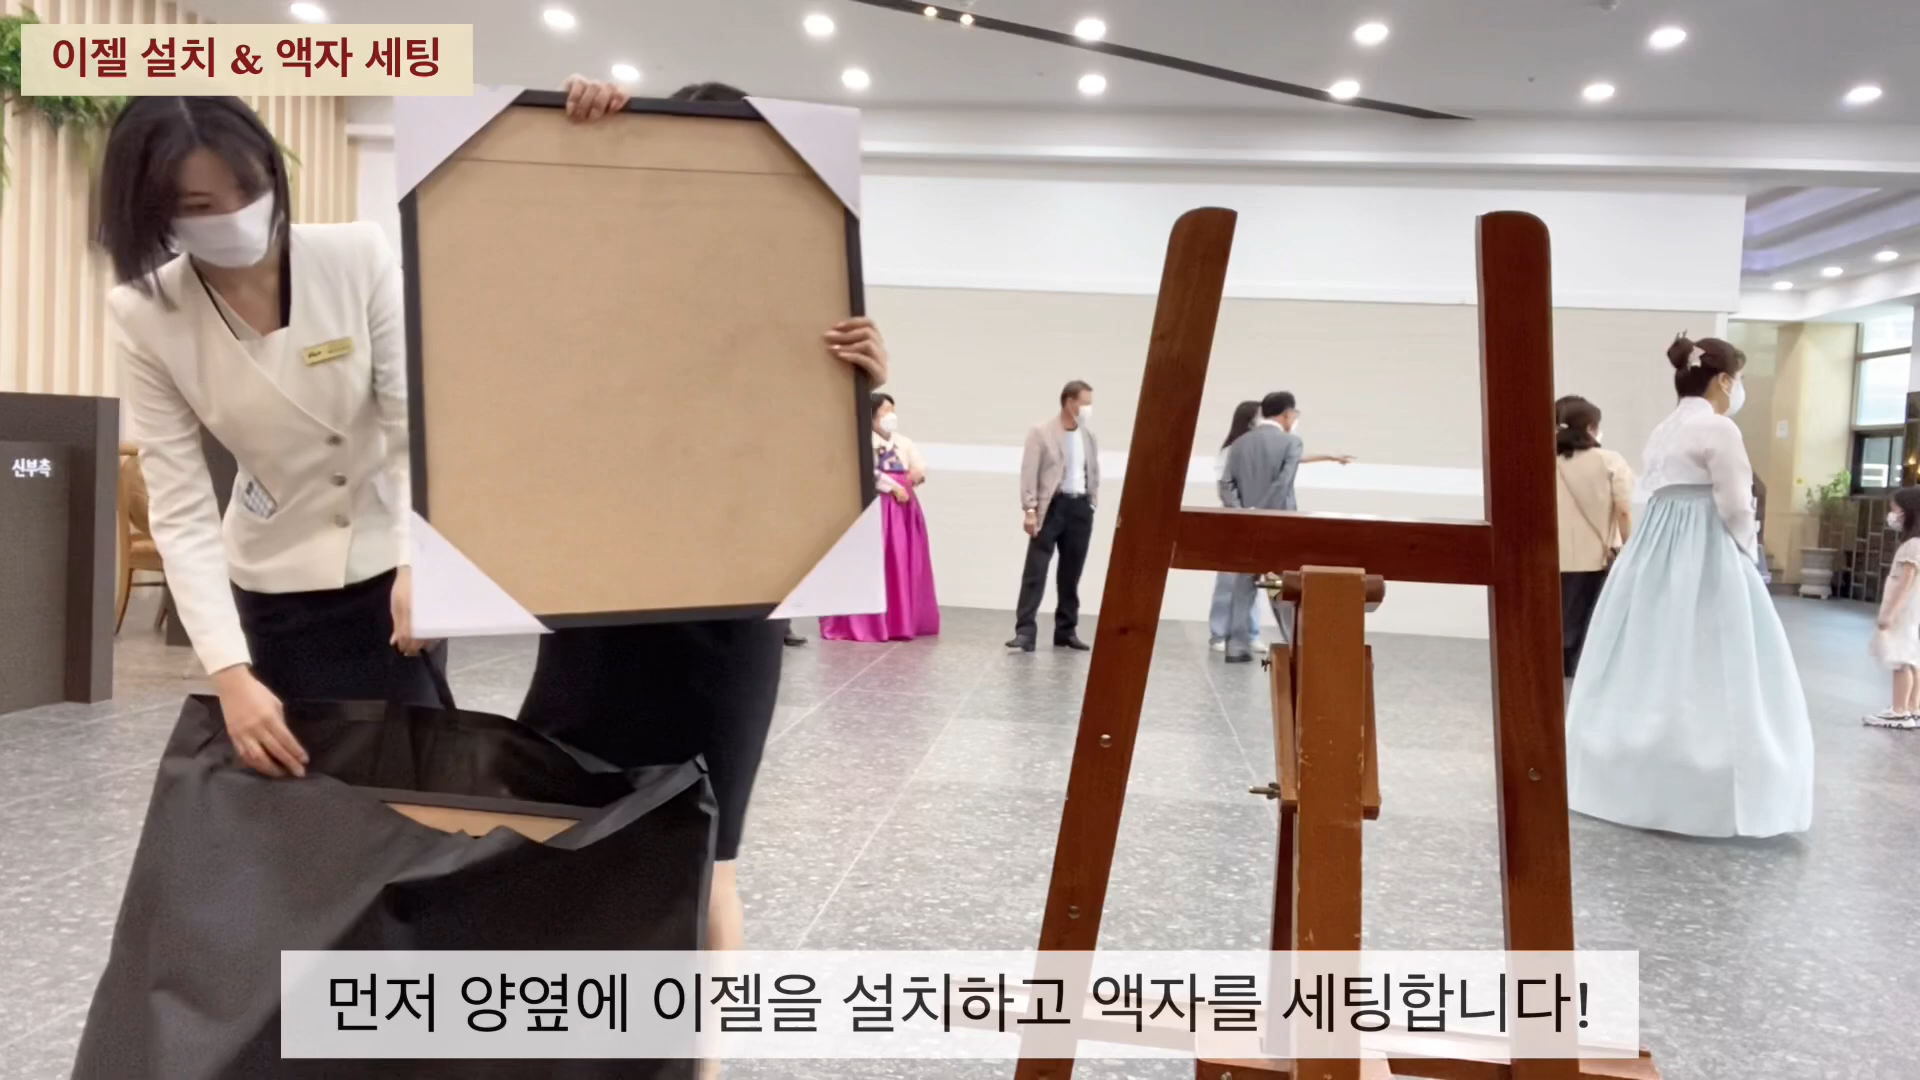 이젤 설치 & 액자 세팅
신부측
먼저 양옆에 이젤을 설치하고 액자를 세팅합니다!